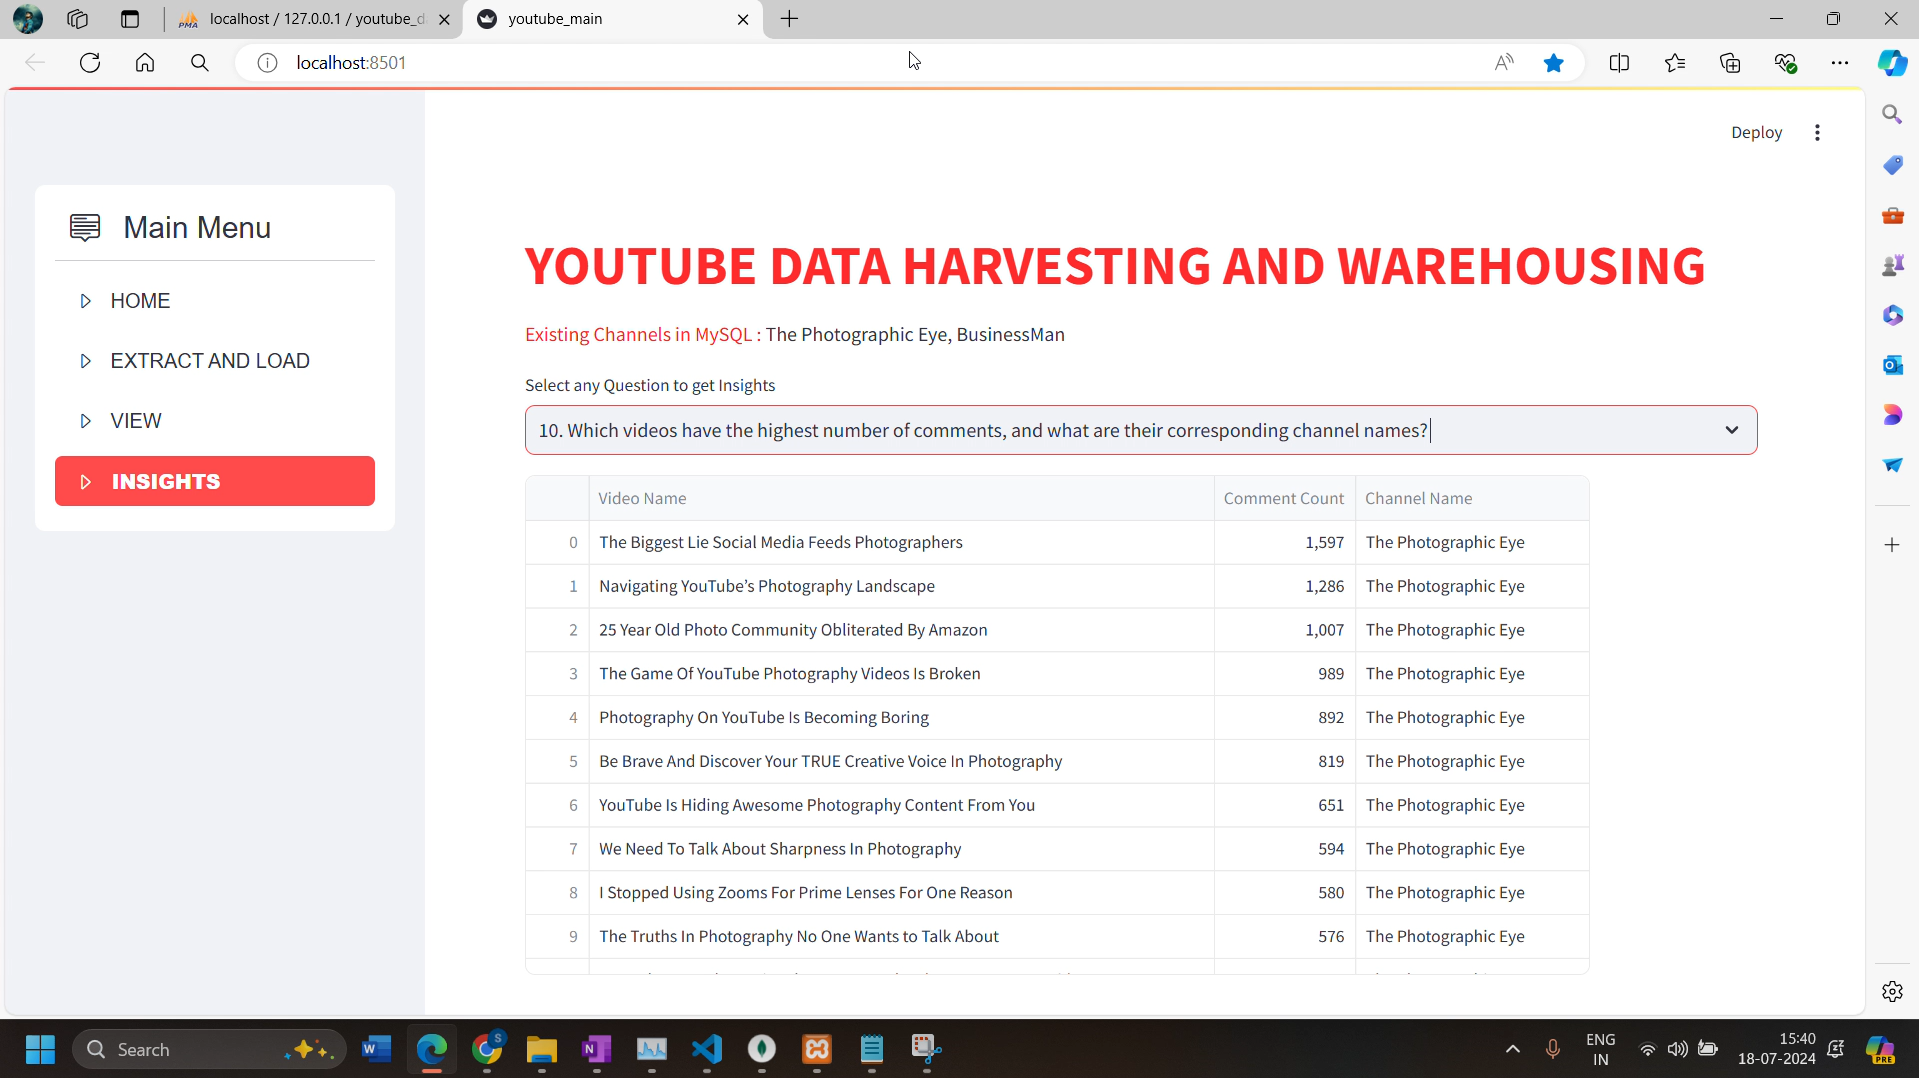 localhost / 127.0.0.1 / youtube_d
youtube_main
localhost:8501
Deploy
Main Menu
HOME
EXTRACT AND LOAD
VIEW
INSIGHTS
YOUTUBE DATA HARVESTING AND WAREHOUSING
Existing Channels in MySQL : The Photographic Eye, BusinessMan
Select any Question to get Insights
10. Which videos have the highest number of comments, and what are their corresponding channel names?
Video Name Comment Count Channel Name
0 The Biggest Lie Social Media Feeds Photographers 1,597 The Photographic Eye
1 Navigating YouTube’s Photography Landscape 1,286 The Photographic Eye
2 25 Year Old Photo Community Obliterated By Amazon 1,007 The Photographic Eye
3 The Game Of YouTube Photography Videos Is Broken 989 The Photographic Eye
4 Photography On YouTube Is Becoming Boring 892 The Photographic Eye
5 Be Brave And Discover Your TRUE Creative Voice In Photography 819 The Photographic Eye
6 YouTube Is Hiding Awesome Photography Content From You 651 The Photographic Eye
7 We Need To Talk About Sharpness In Photography 594 The Photographic Eye
8 I Stopped Using Zooms For Prime Lenses For One Reason 580 The Photographic Eye
9 The Truths In Photography No One Wants to Talk About 576 The Photographic Eye
Search
ENG
IN
15:40
18-07-2024